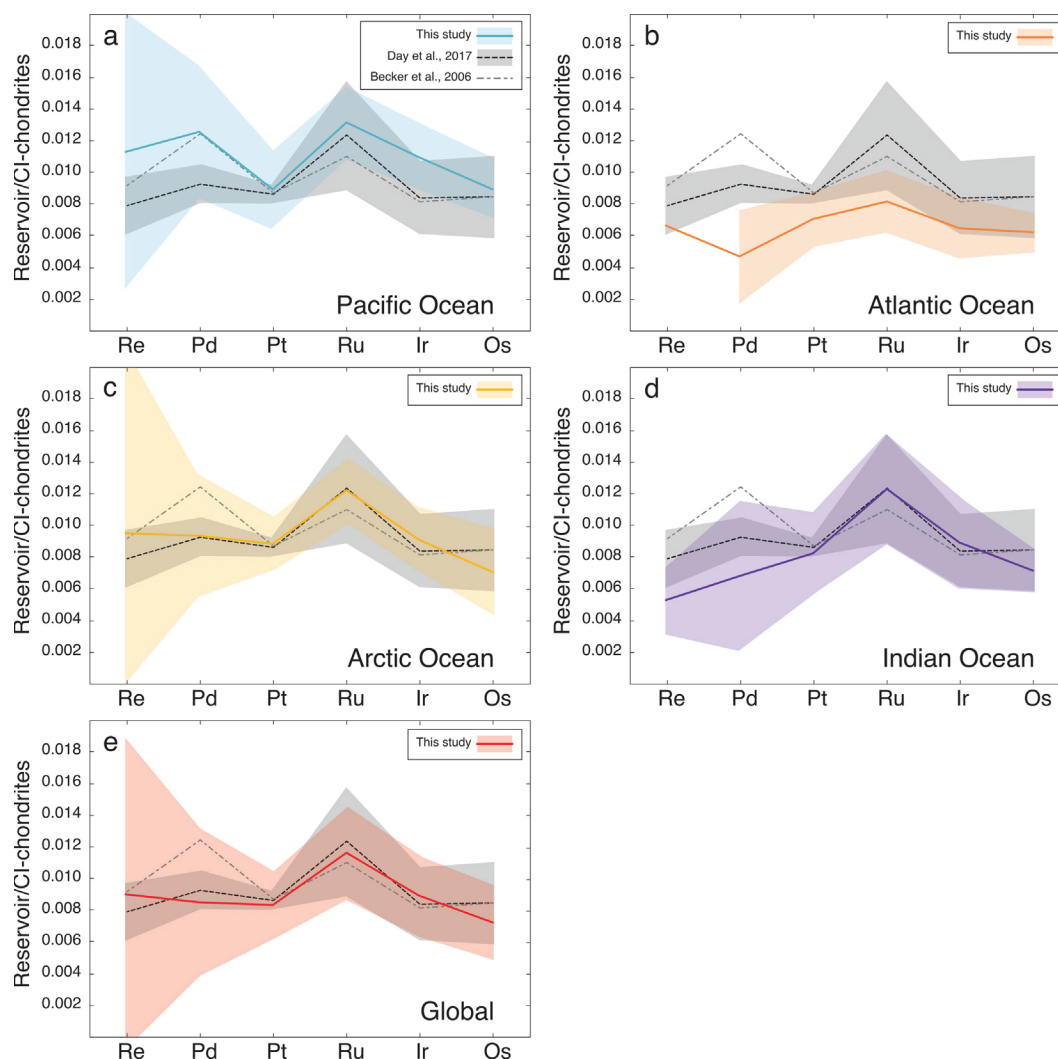 a
This study
Day et al., 2017
Becker et al., 2006
Reservoir/CI-chondrites
0.018
0.016
0.014
0.012
0.010
0.008
0.006
0.004
0.002
Pacific Ocean
Re Pd Pt Ru Ir Os
b
This study
Reservoir/CI-chondrites
0.018
0.016
0.014
0.012
0.010
0.008
0.006
0.004
0.002
Atlantic Ocean
Re Pd Pt Ru Ir Os
c
This study
Reservoir/CI-chondrites
0.018
0.016
0.014
0.012
0.010
0.008
0.006
0.004
0.002
Arctic Ocean
Re Pd Pt Ru Ir Os
d
This study
Reservoir/CI-chondrites
0.018
0.016
0.014
0.012
0.010
0.008
0.006
0.004
0.002
Indian Ocean
Re Pd Pt Ru Ir Os
e
This study
Reservoir/CI-chondrites
0.018
0.016
0.014
0.012
0.010
0.008
0.006
0.004
0.002
Global
Re Pd Pt Ru Ir Os